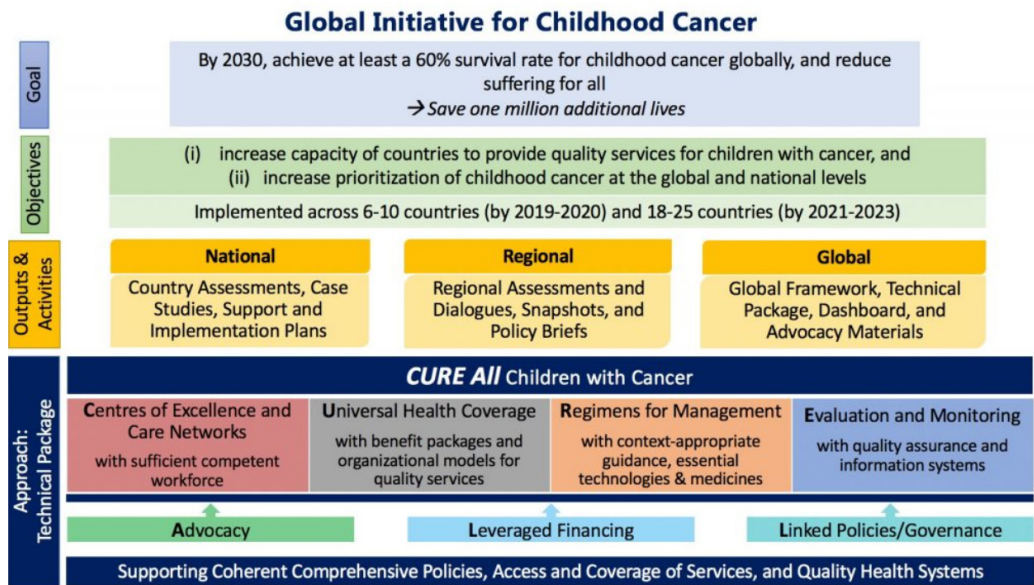 Global Initiative for Childhood Cancer
Goal
By 2030, achieve at least a 60% survival rate for childhood cancer globally, and reduce
suffering for all
→ Save one million additional lives
Objectives
(i) increase capacity of countries to provide quality services for children with cancer, and
(ii) increase prioritization of childhood cancer at the global and national levels
Implemented across 6-10 countries (by 2019-2020) and 18-25 countries (by 2021-2023)
Outputs &
Activities
National
Country Assessments, Case
Studies, Support and
Implementation Plans
Regional
Regional Assessments and
Dialogues, Snapshots, and
Policy Briefs
Global
Global Framework, Technical
Package, Dashboard, and
Advocacy Materials
Approach:
Technical Package
CURE All Children with Cancer
Centres of Excellence and
Care Networks
with sufficient competent
workforce
Universal Health Coverage
with benefit packages and
organizational models for
quality services
Regimens for Management
with context-appropriate
guidance, essential
technologies & medicines
Evaluation and Monitoring
with quality assurance and
information systems
Advocacy
Leveraged Financing
Linked Policies/Governance
Supporting Coherent Comprehensive Policies, Access and Coverage of Services, and Quality Health Systems